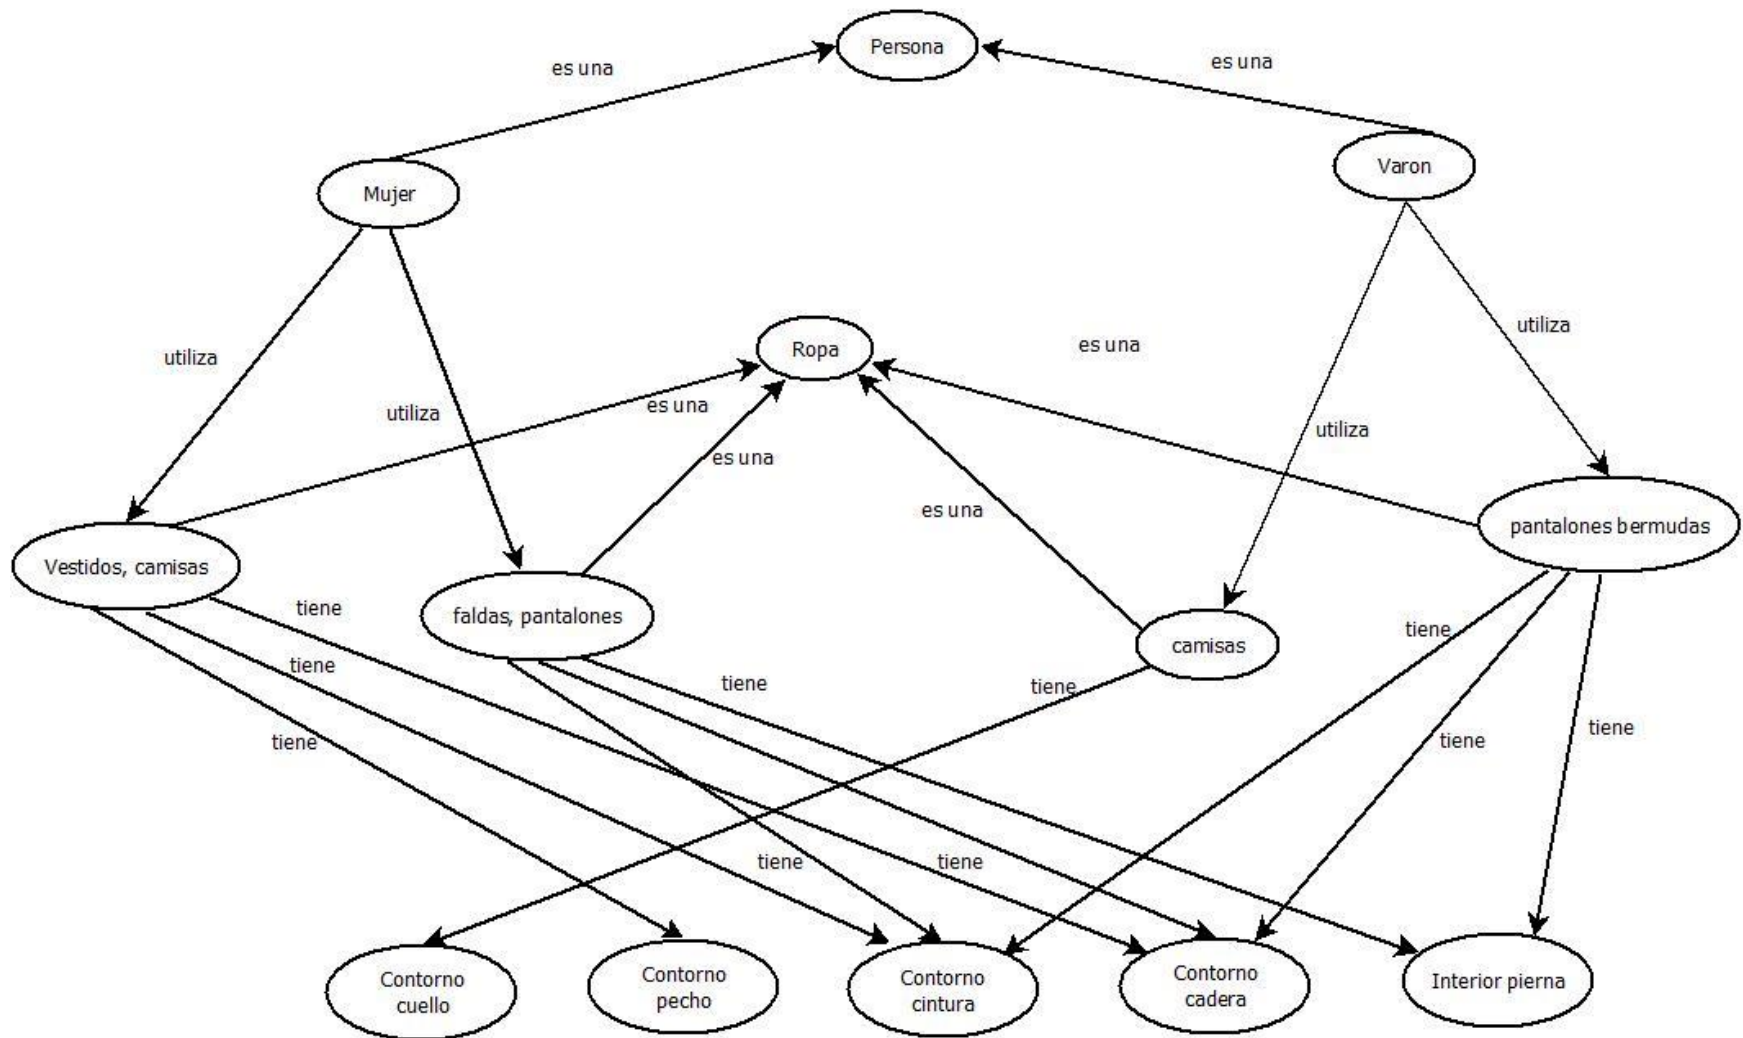 Persona
es una
es una
Mujer
Varon
utiliza
Ropa
es una
utiliza
utiliza
es una
utiliza
es una
es una
Vestidos, camisas
faldas, pantalones
camisas
pantalones bermudas
tiene
tiene
tiene
tiene
tiene
tiene
tiene
tiene
tiene
tiene
Contorno
cuello
Contorno
pecho
Contorno
cintura
Contorno
cadera
Interior pierna